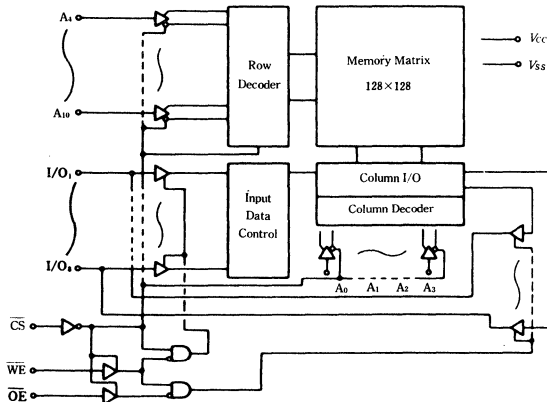 A4
A10
Row
Decoder
Memory Matrix
128×128
VCC
VSS
I/O1
I/O8
Input
Data
Control
Column I/O
Column Decoder
A0 A1 A2 A3
CS
WE
OE